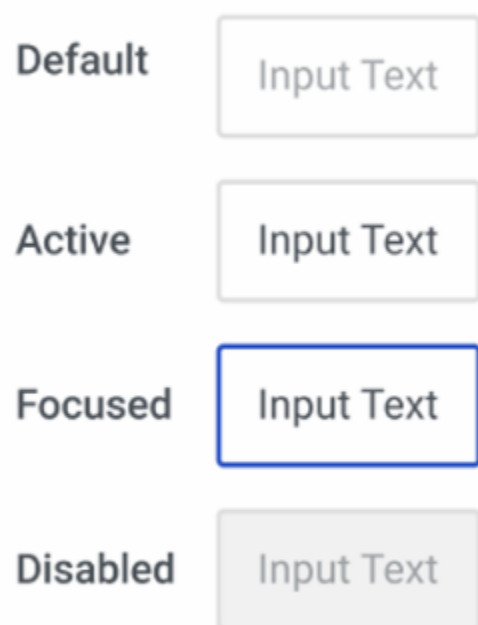 Default
Input Text
Active
Input Text
Focused
Input Text
Disabled
Input Text